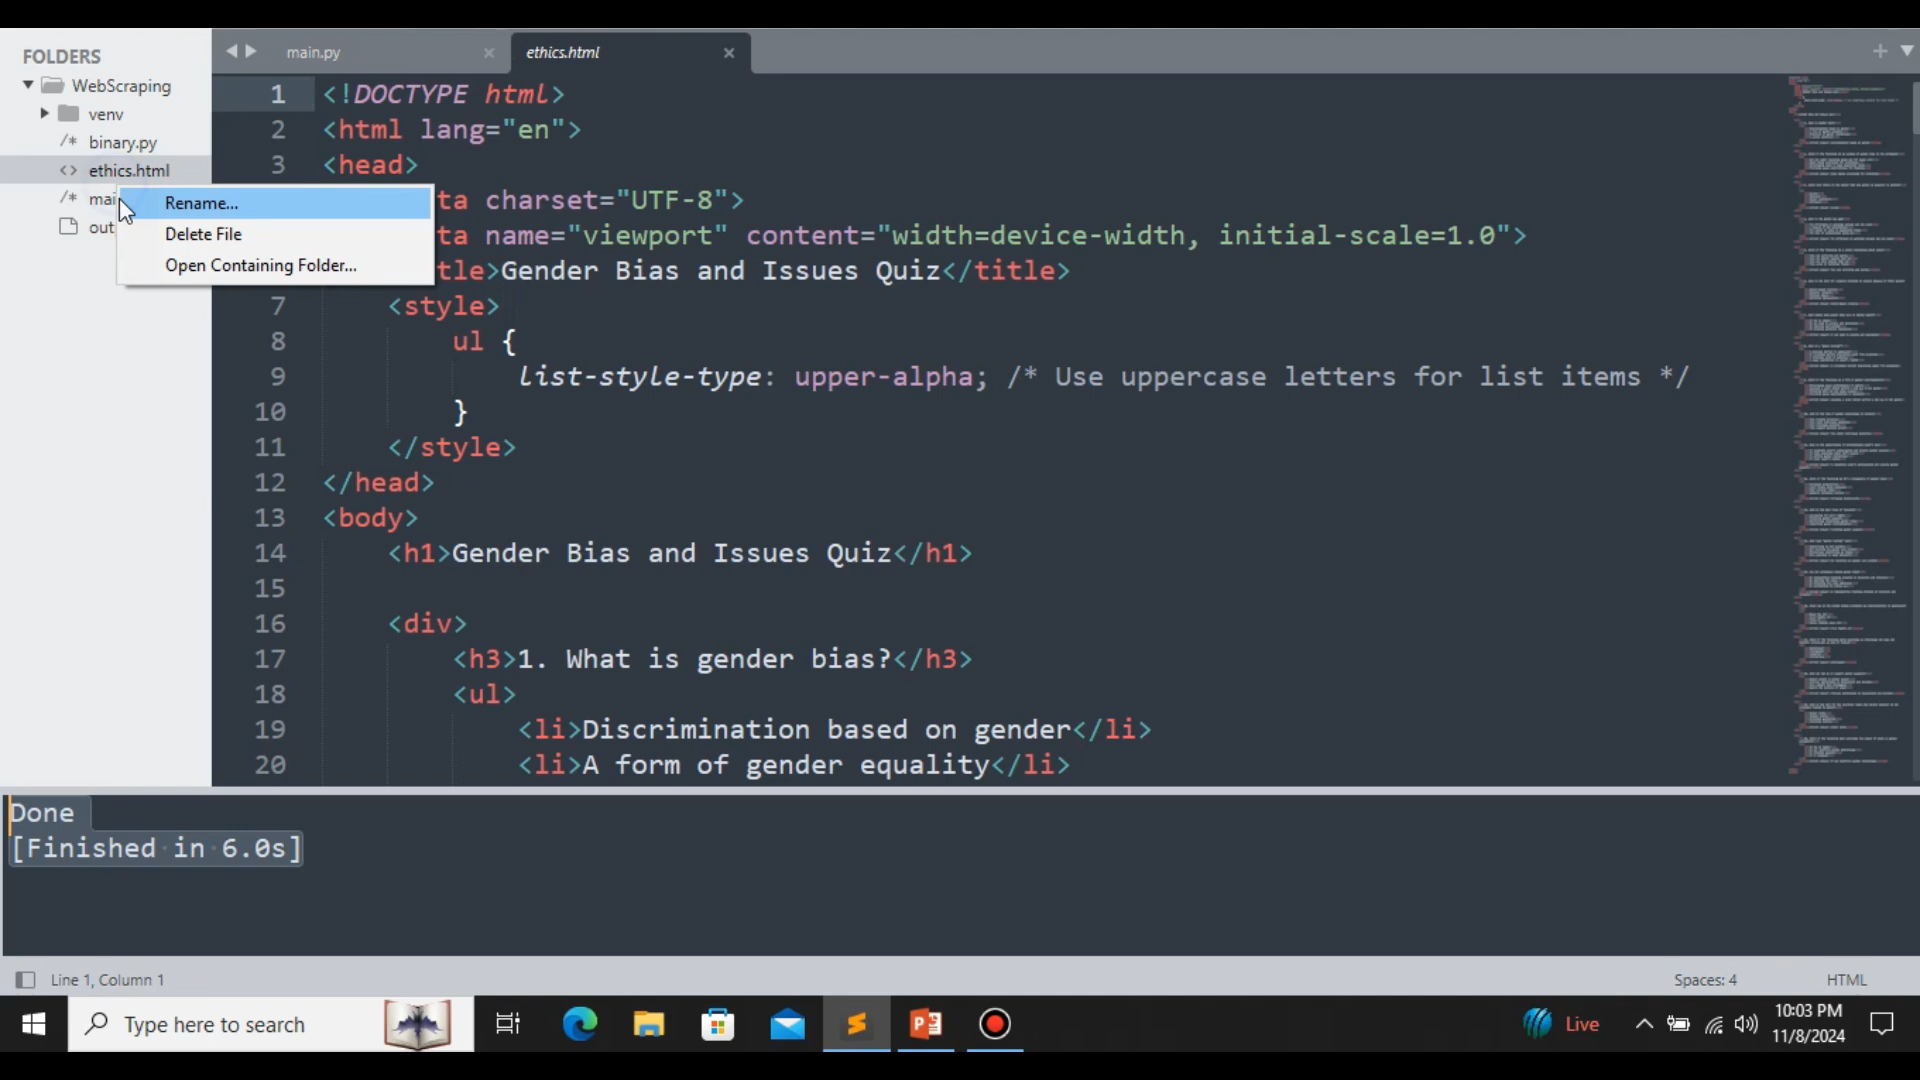 FOLDERS
WebScraping
venv
binary.py
ethics.html
mai
out
Rename...
Delete File
Open Containing Folder...
main.py ×
ethics.html ×
1 <!DOCTYPE html>
2 <html lang="en">
3 <head>
ta charset="UTF-8">
ta name="viewport" content="width=device-width, initial-scale=1.0">
tle>Gender Bias and Issues Quiz</title>
7 <style>
8 ul {
9 list-style-type: upper-alpha; /* Use uppercase letters for list items */
10 }
11 </style>
12 </head>
13 <body>
14 <h1>Gender Bias and Issues Quiz</h1>
15
16 <div>
17 <h3>1. What is gender bias?</h3>
18 <ul>
19 <li>Discrimination based on gender</li>
20 <li>A form of gender equality</li>
Done
[Finished in 6.0s]
Line 1, Column 1
Spaces: 4
HTML
Type here to search
Live
10:03 PM
11/8/2024